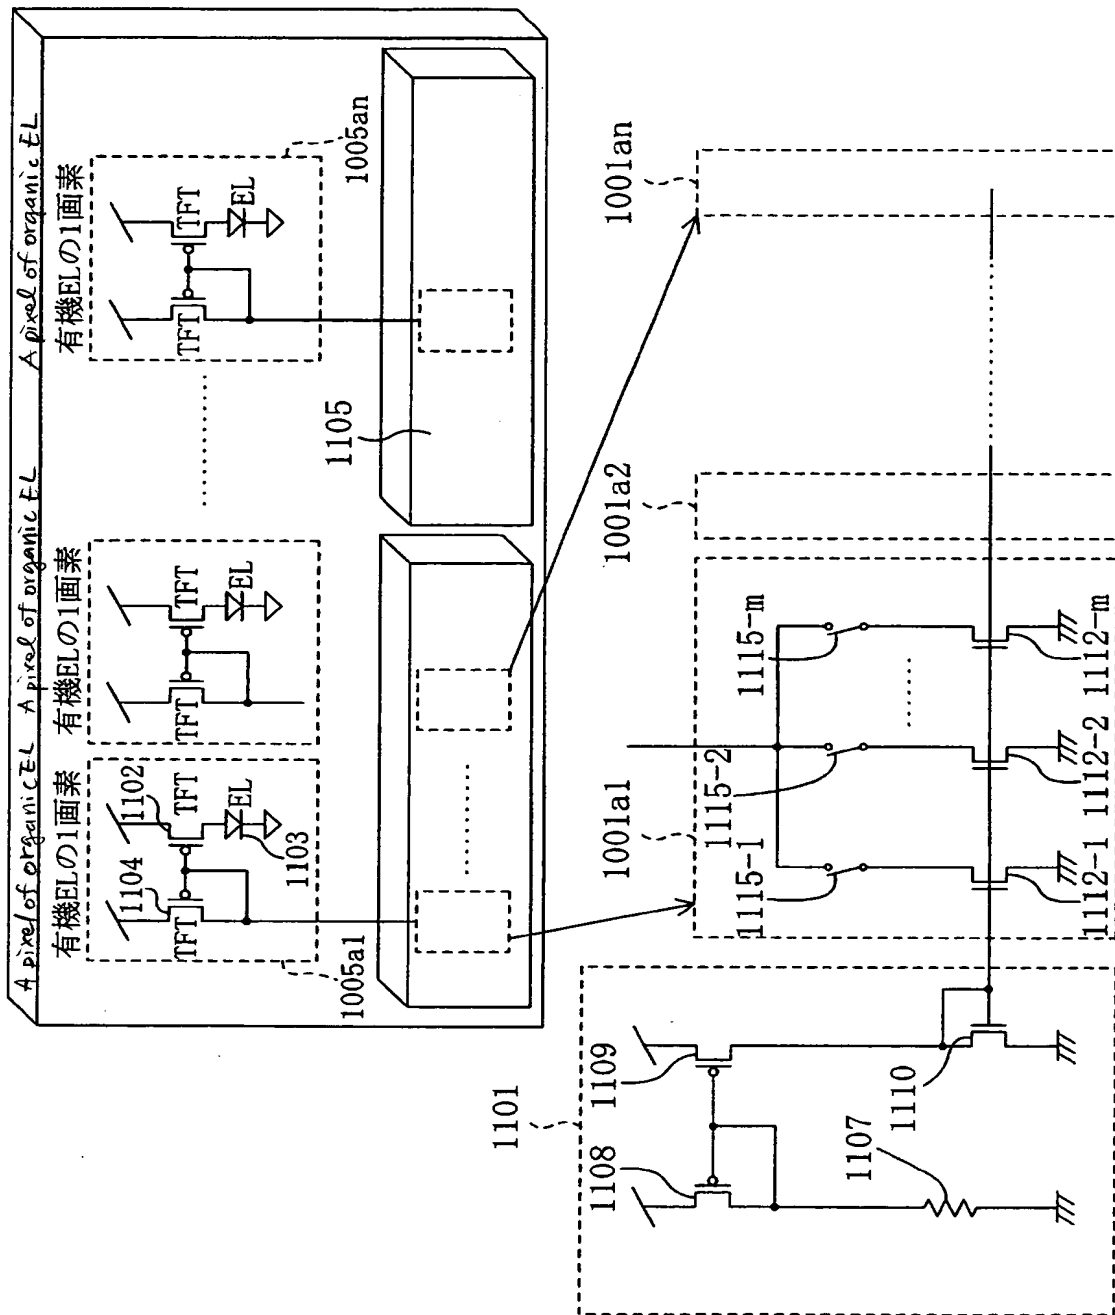 A pixel of organic EL A pixel of organic EL A pixel of organic EL
有機ELの1画素 有機ELの1画素 有機ELの1画素
1104 1102
TFT TFT TFT TFT TFT TFT
EL EL EL
1103
1005a1 1005an
1105
1101
1001a1 1001a2 1001an
1108 1109
1115-1 1115-2 1115-m
1107
1110
1112-1 1112-2 1112-m